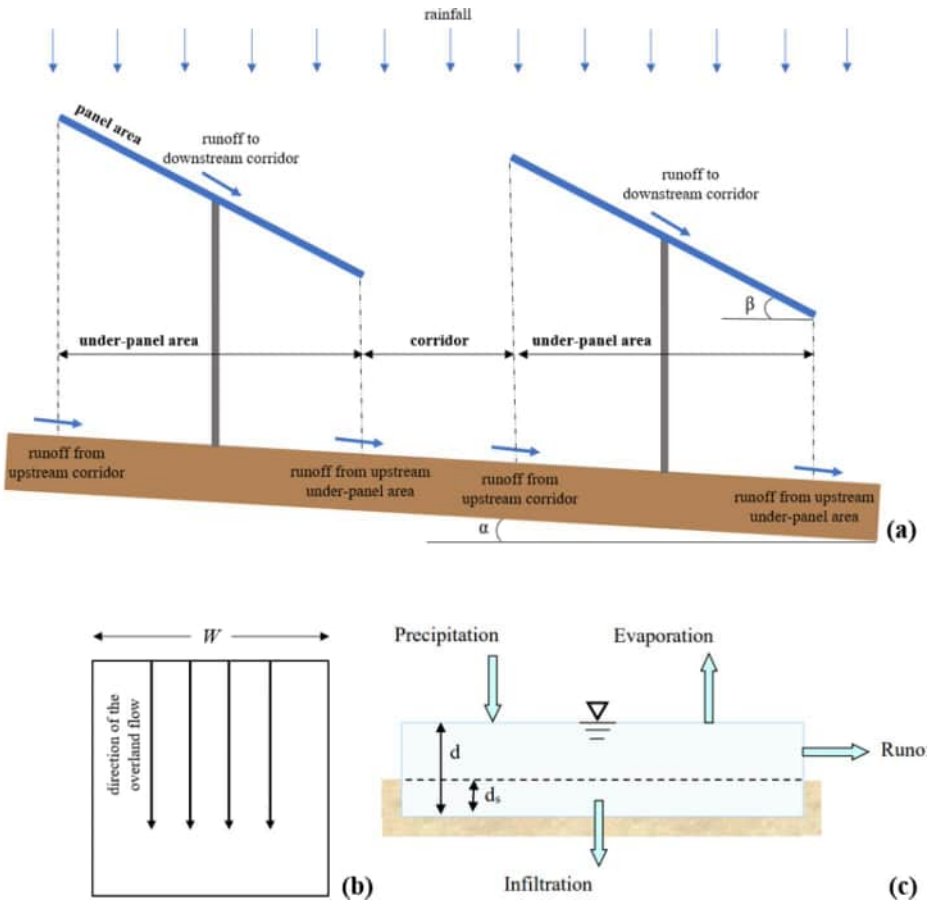 rainfall
panel area
runoff to
downstream corridor
runoff to
downstream corridor
β
under-panel area
corridor
under-panel area
runoff from
upstream corridor
runoff from upstream
under-panel area
runoff from
upstream corridor
runoff from upstream
under-panel area
α
(a)
W
direction of the
overland flow
(b)
Precipitation
Evaporation
d
Runof
dₛ
Infiltration
(c)